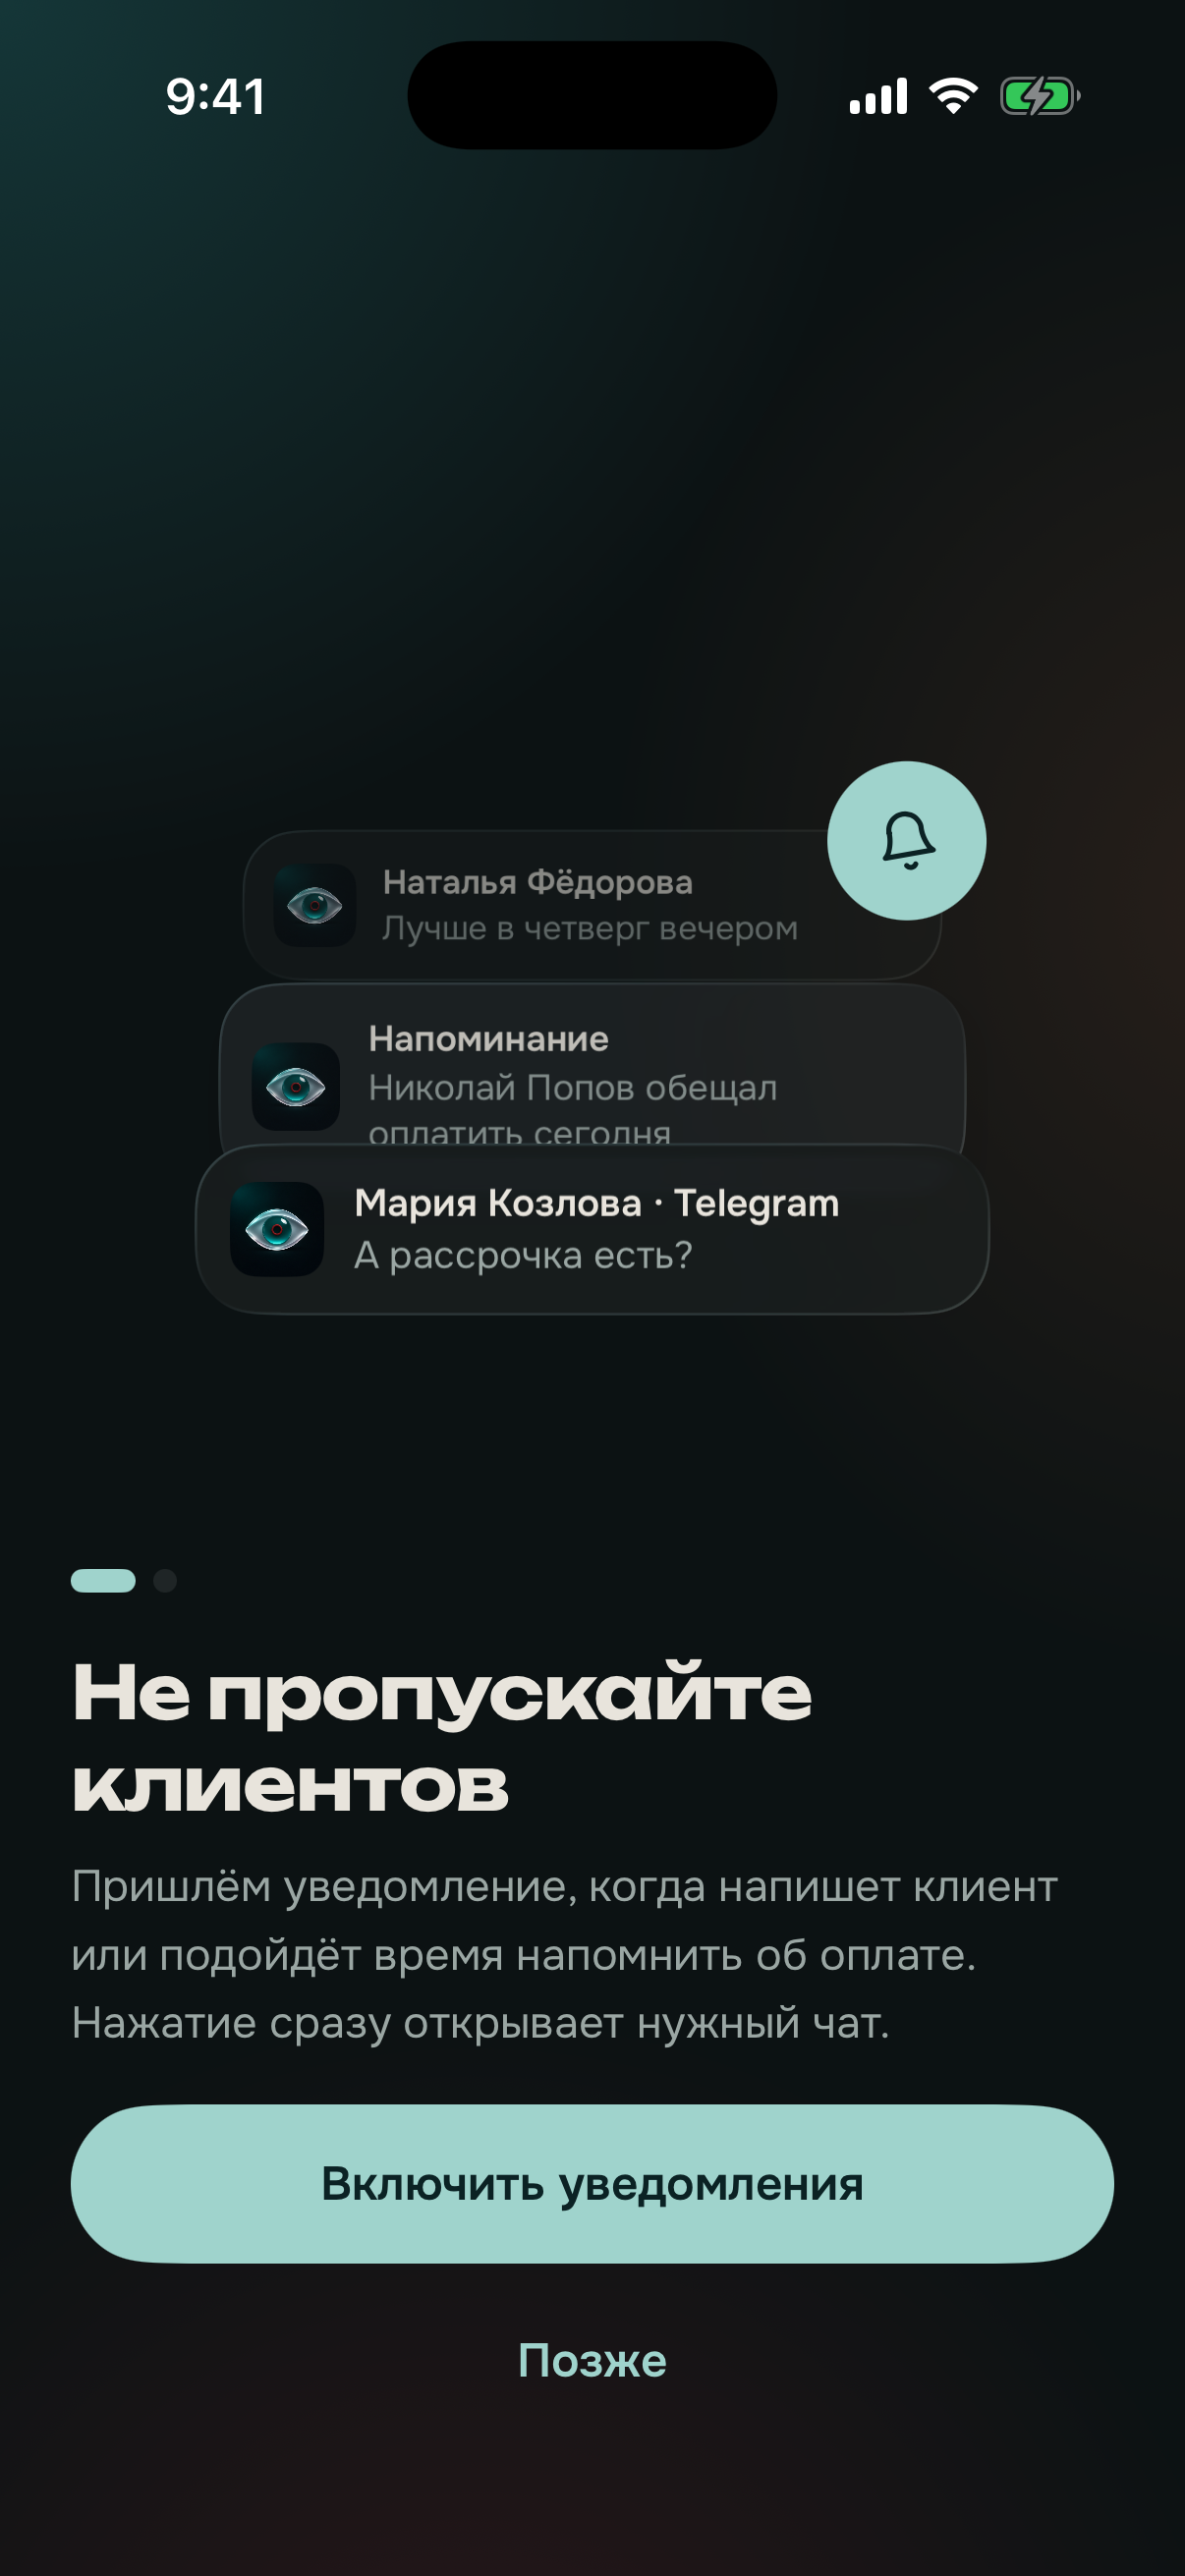 9:41
Наталья Фёдорова
Лучше в четверг вечером
Напоминание
Николай Попов обещал
оплатить сегодня
Мария Козлова · Telegram
А рассрочка есть?
Не пропускайте
клиентов
Пришлём уведомление, когда напишет клиент
или подойдёт время напомнить об оплате.
Нажатие сразу открывает нужный чат.
Включить уведомления
Позже